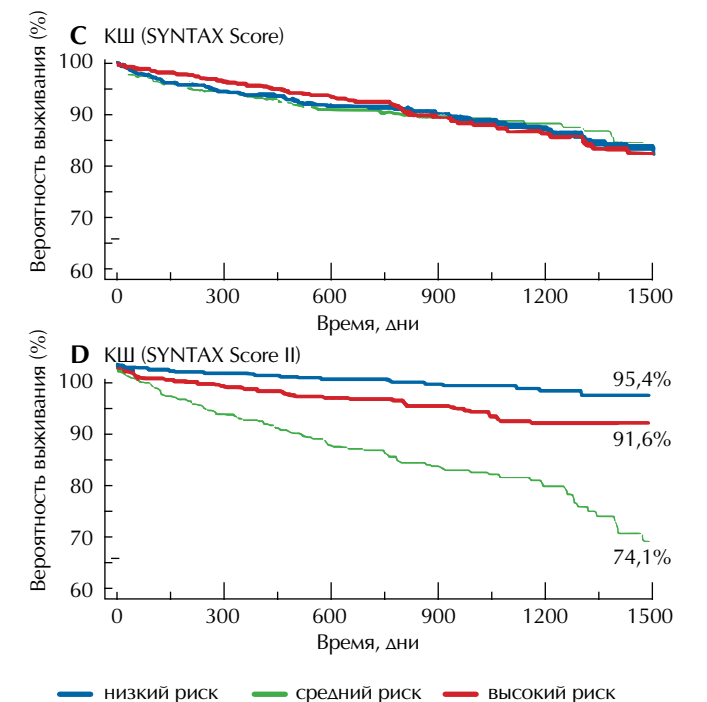 C КШ (SYNTAX Score)
Вероятность выживания (%)
100
90
80
70
60
0 300 600 900 1200 1500
Время, дни
D КШ (SYNTAX Score II)
Вероятность выживания (%)
100
90
80
70
60
95,4%
91,6%
74,1%
0 300 600 900 1200 1500
Время, дни
низкий риск средний риск высокий риск